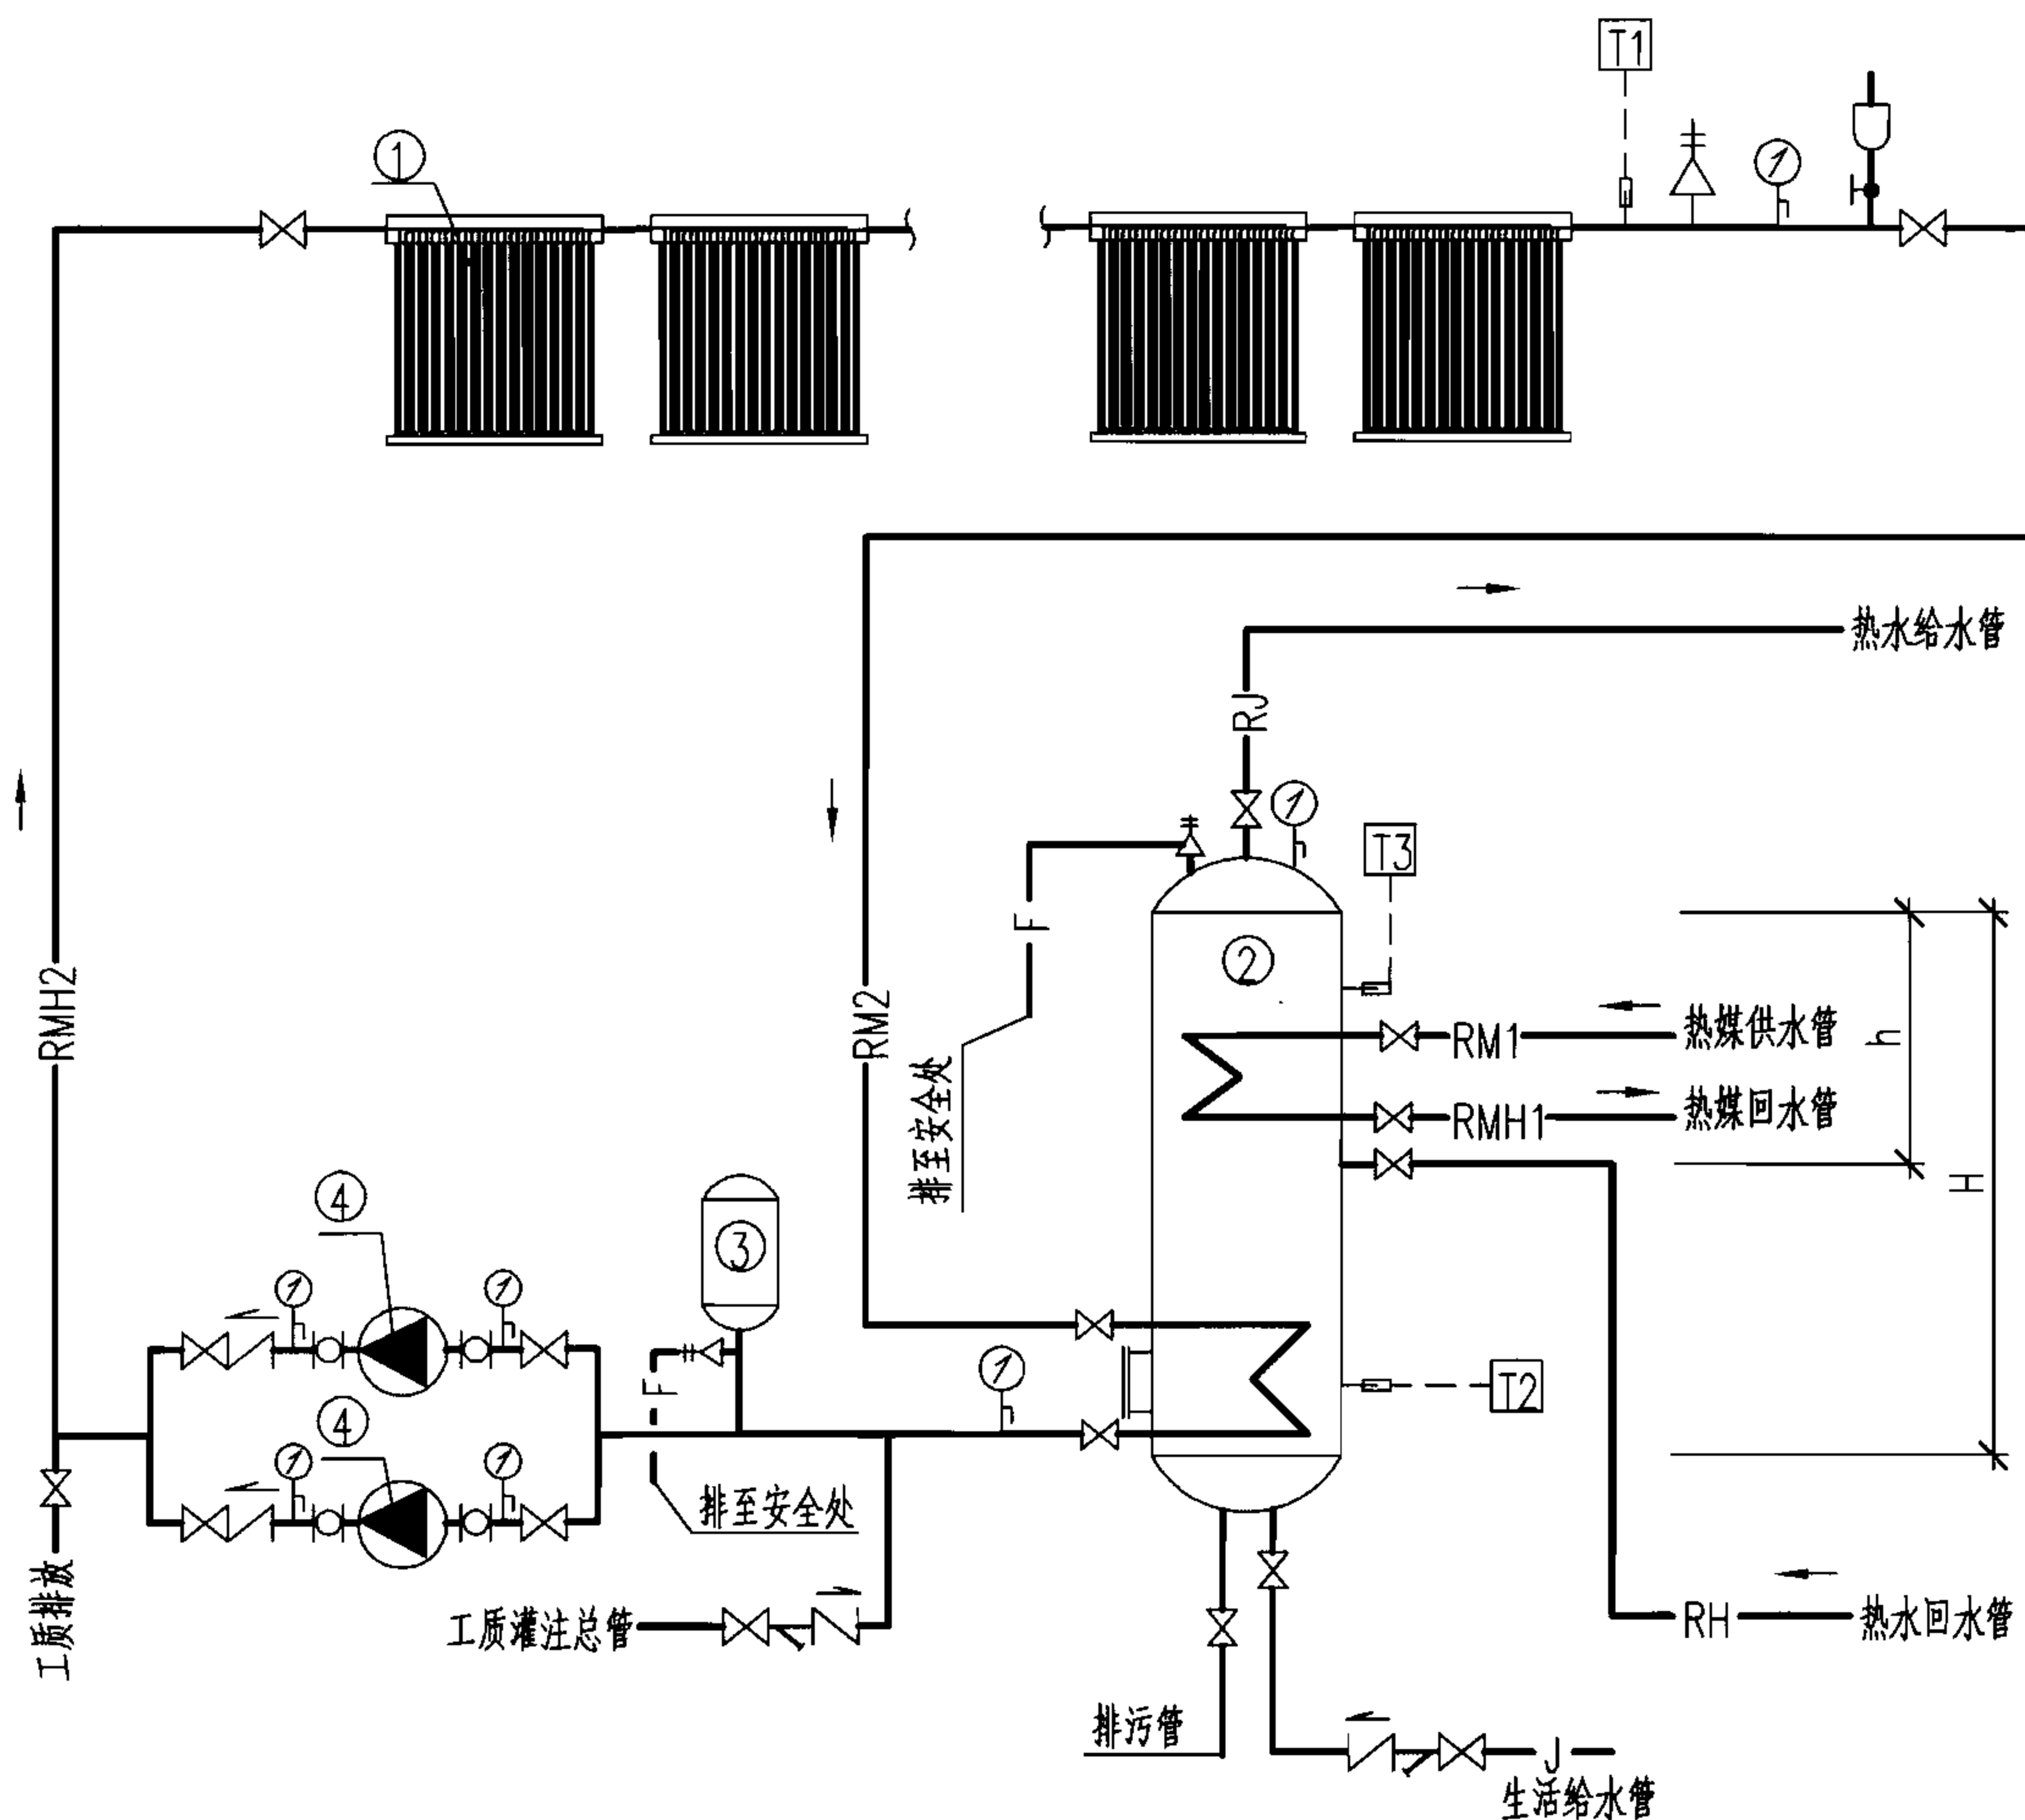 T1
①
热水给水管
RJ
T3
F
②
RMH2
RM2
热媒供水管
RM1
h
排至安全处
热媒回水管
RMH1
H
④
③
T2
F
④
排至安全处
工质排放
工质灌注总管
RH
热水回水管
排污管
J
生活给水管